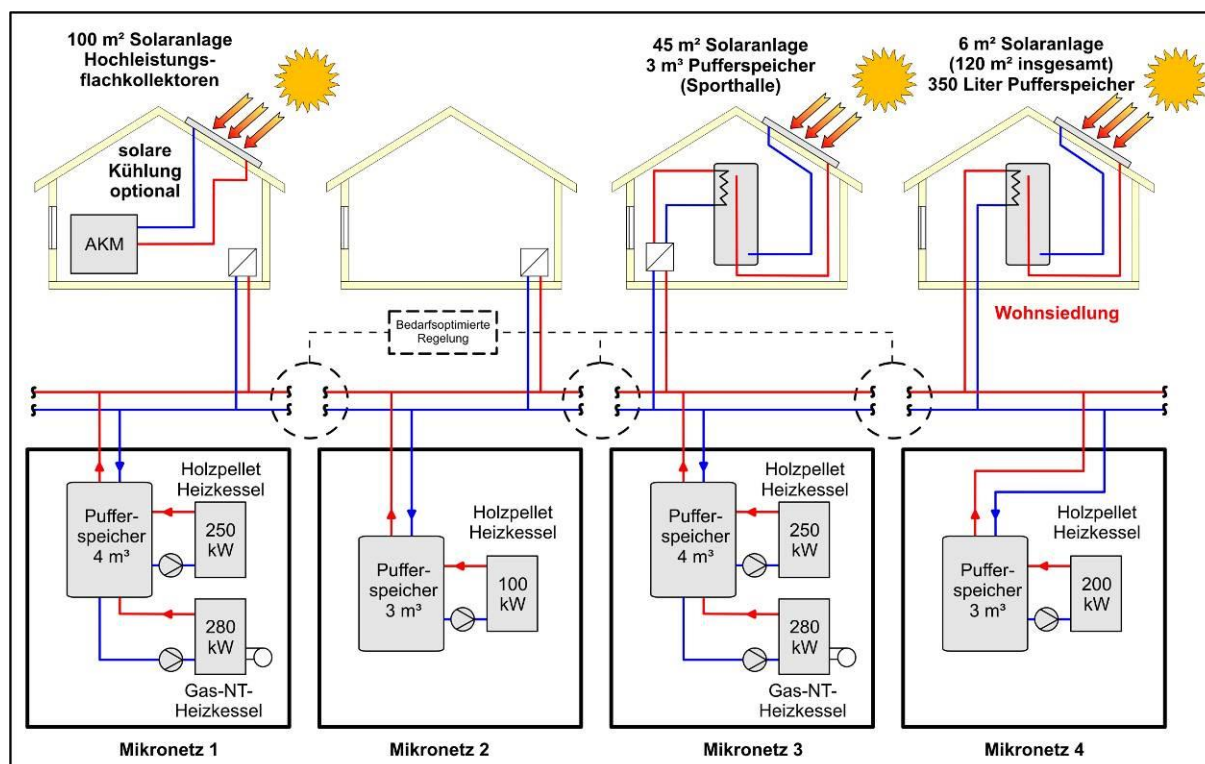 100 m² Solaranlage
Hochleistungs-
flachkollektoren
45 m² Solaranlage
3 m³ Pufferspeicher
(Sporthalle)
6 m² Solaranlage
(120 m² insgesamt)
350 Liter Pufferspeicher
solare
Kühlung
optional
AKM
Wohnsiedlung
Bedarfsoptimierte
Regelung
Holzpellet
Heizkessel
Puffer-
speicher
4 m³
250
kW
280
kW
Gas-NT-
Heizkessel
Mikronetz 1
Holzpellet
Heizkessel
Puffer-
speicher
3 m³
100
kW
Mikronetz 2
Holzpellet
Heizkessel
Puffer-
speicher
4 m³
250
kW
280
kW
Gas-NT-
Heizkessel
Mikronetz 3
Holzpellet
Heizkessel
Puffer-
speicher
3 m³
200
kW
Mikronetz 4